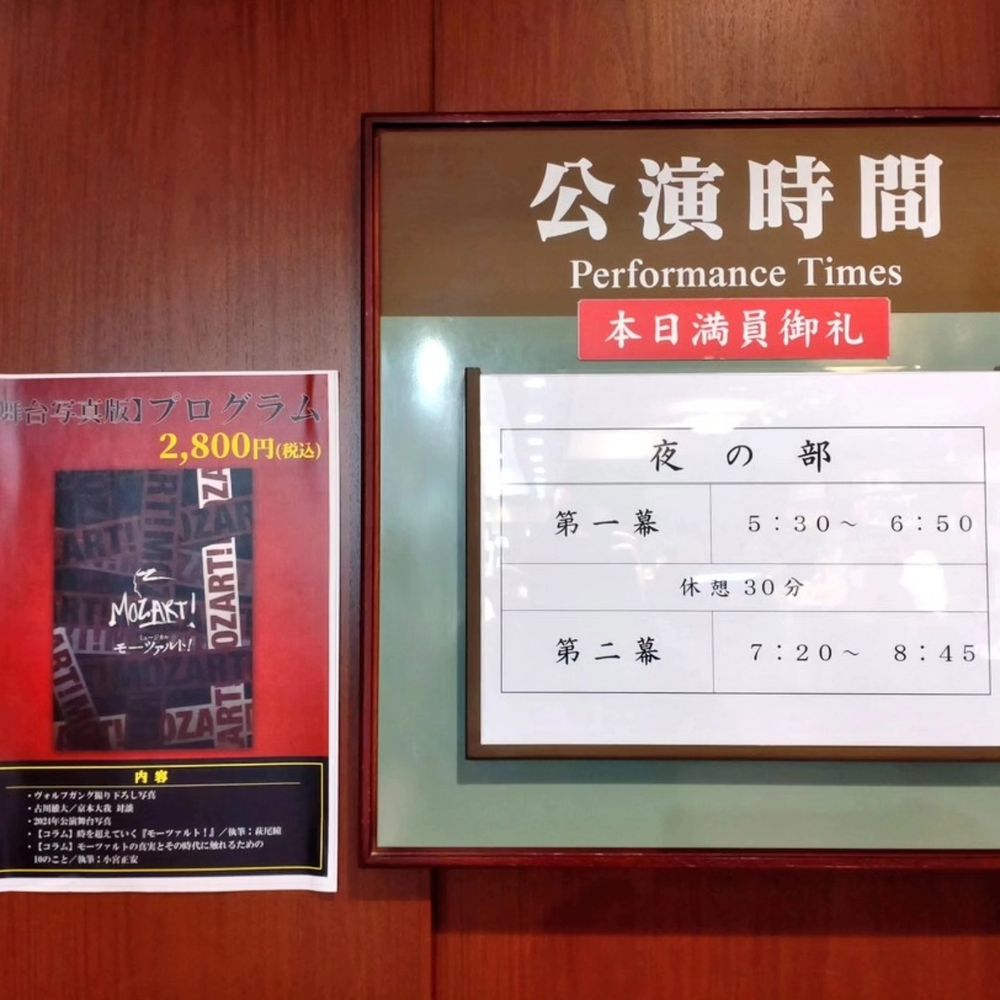 公演時間
Performance Times
本日満員御礼
夜の部
第一幕 5:30～ 6:50
休憩30分
第二幕 7:20～ 8:45
舞台写真版】プログラム
2,800円(税込)
MOZART!
ミュージカル
モーツァルト!
内容
・ヴォルフガング撮り下ろし写真
・古川雄大／京本大我 対談
・2024年公演舞台写真
・【コラム】時を超えていく『モーツァルト！』／執筆：萩尾瞳
・【コラム】モーツァルトの真実とその時代に触れるための
10のこと／執筆：小宮正安